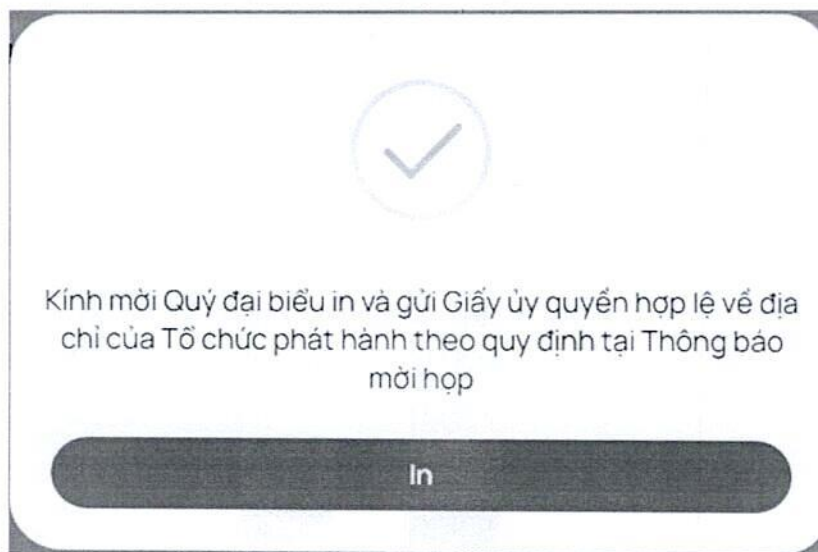 Kính mời Quý đại biểu in và gửi Giấy ủy quyền hợp lệ về địa
chỉ của Tổ chức phát hành theo quy định tại Thông báo
mời họp
In